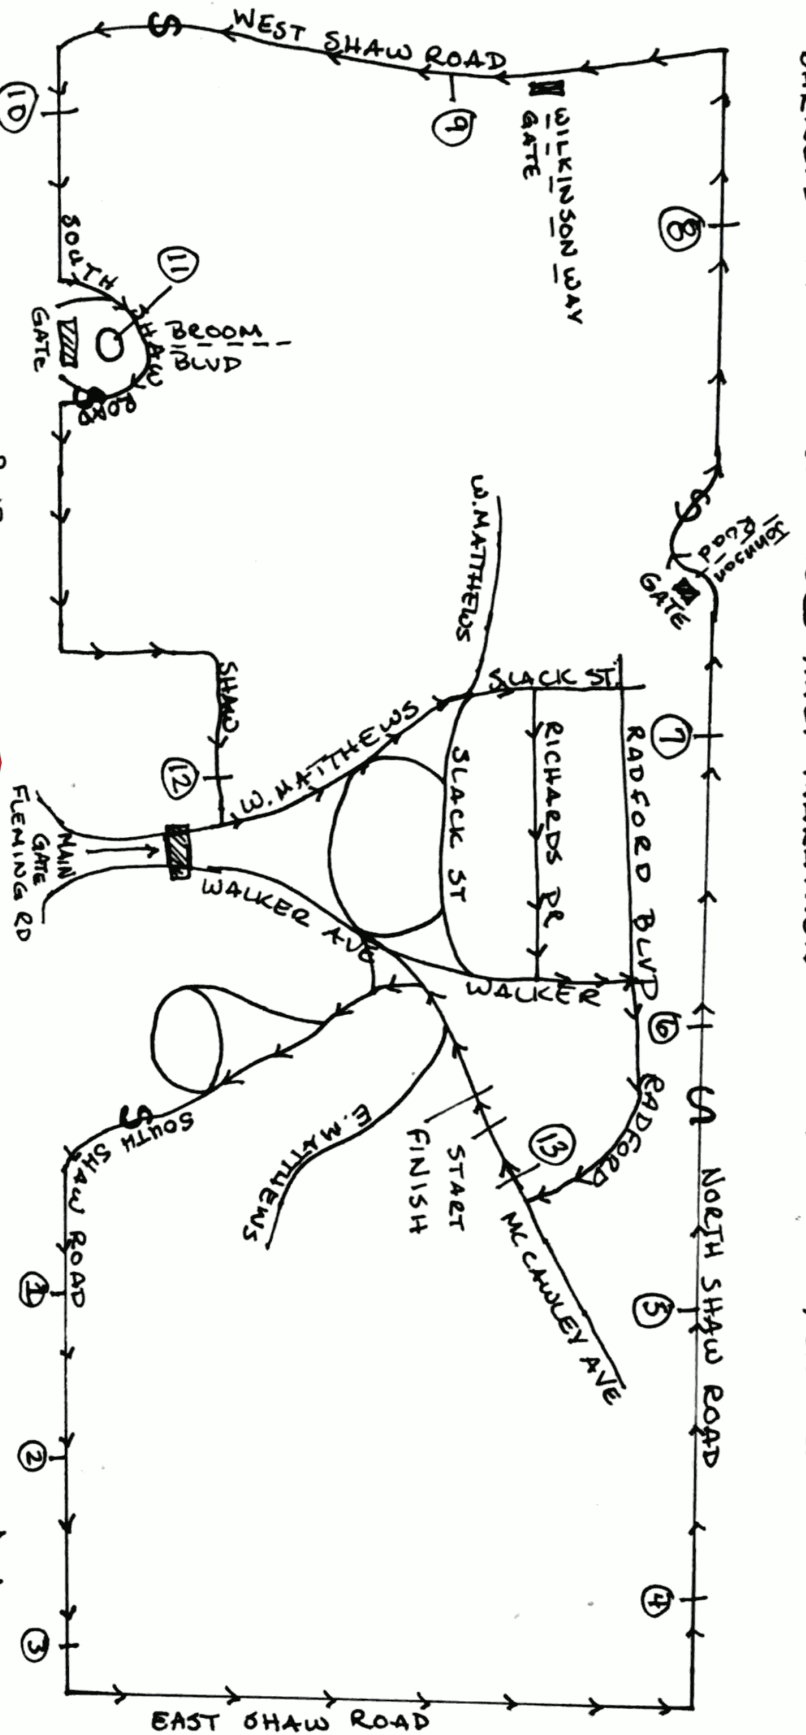 WEST SHAW ROAD
S
10
9
WILKINSON WAY
GATE
8
SOUTH SHAW ROAD
11
BROOM
BLVD
GATE
S
Johnson
Road
GATE
W. MATTHEWS
SLACK ST.
SHAW
12
W. MATTHEWS
SLACK ST
RICHARDS DR
RADFORD BLVD
7
MAIN
GATE
FLEMING RD
WALKER AVE
WALKER
6
S
RADFORD
13
START
FINISH
E. MATTHEWS
McCAWLEY AVE
S
SOUTH SHAW ROAD
NORTH SHAW ROAD
5
1
2
4
3
EAST SHAW ROAD